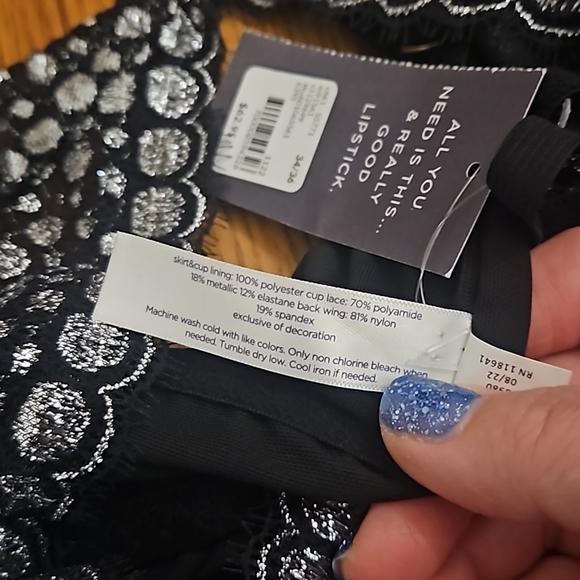 ALL YOU
NEED IS THIS...
& REALLY
GOOD
LIPSTICK.
34/36
1122
skirt&cup lining: 100% polyester cup lace: 70% polyamide
18% metallic 12% elastane back wing: 81% nylon
19% spandex
exclusive of decoration
Machine wash cold with like colors. Only non chlorine bleach when
needed. Tumble dry low. Cool iron if needed.
08/22
RN 118641